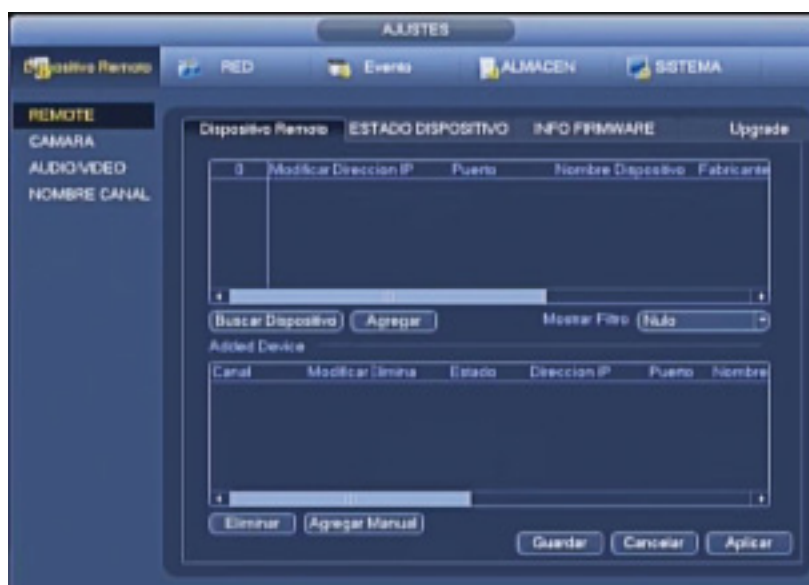 AJUSTES
Dispositivo Remoto RED Evento ALMACEN SISTEMA
REMOTE
CAMARA
AUDIO/VIDEO
NOMBRE CANAL
Dispositivo Remoto ESTADO DISPOSITIVO INFO FIRMWARE Upgrade
0 Modificar Direccion IP Puerto Nombre Dispositivo Fabricante
Buscar Dispositivo Agregar Mostrar Filtro Nulo
Added Device
Canal Modificar Elimina Estado Direccion IP Puerto Nombre
Eliminar Agregar Manual
Guardar Cancelar Aplicar